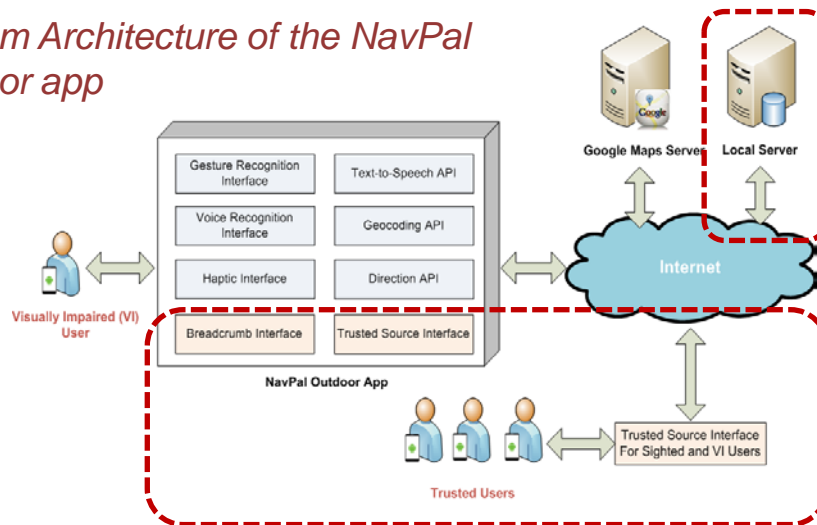 m Architecture of the NavPal
or app
Google
Google Maps Server
Local Server
Gesture Recognition
Interface
Text-to-Speech API
Voice Recognition
Interface
Geocoding API
Haptic Interface
Direction API
Internet
Visually Impaired (VI)
User
Breadcrumb Interface
Trusted Source Interface
NavPal Outdoor App
Trusted Source Interface
For Sighted and VI Users
Trusted Users